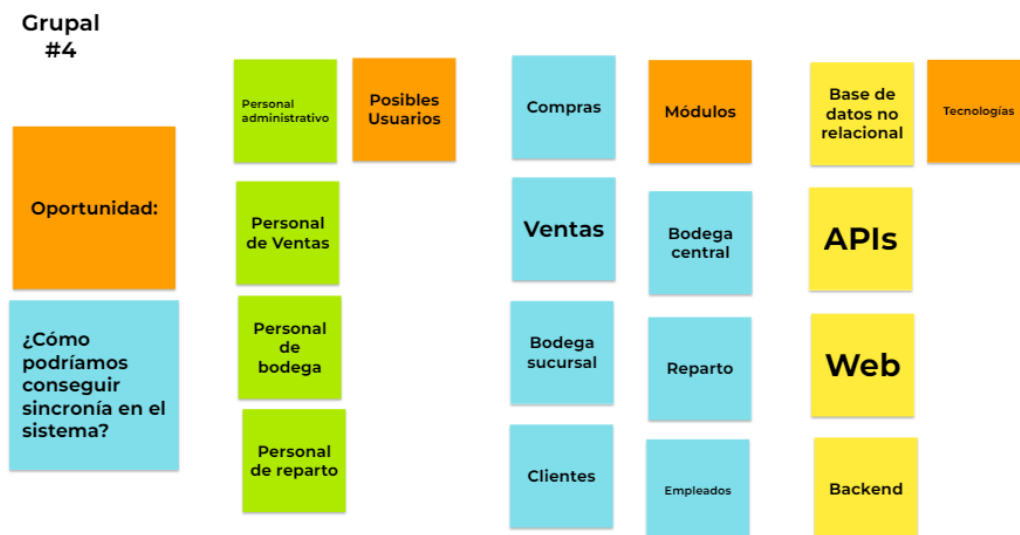 Grupal
#4
Oportunidad:
¿Cómo
podríamos
conseguir
sincronía en el
sistema?
Personal
administrativo
Posibles
Usuarios
Personal
de Ventas
Personal
de
bodega
Personal
de reparto
Compras
Módulos
Ventas
Bodega
central
Bodega
sucursal
Reparto
Clientes
Empleados
Base de
datos no
relacional
Tecnologías
APIs
Web
Backend